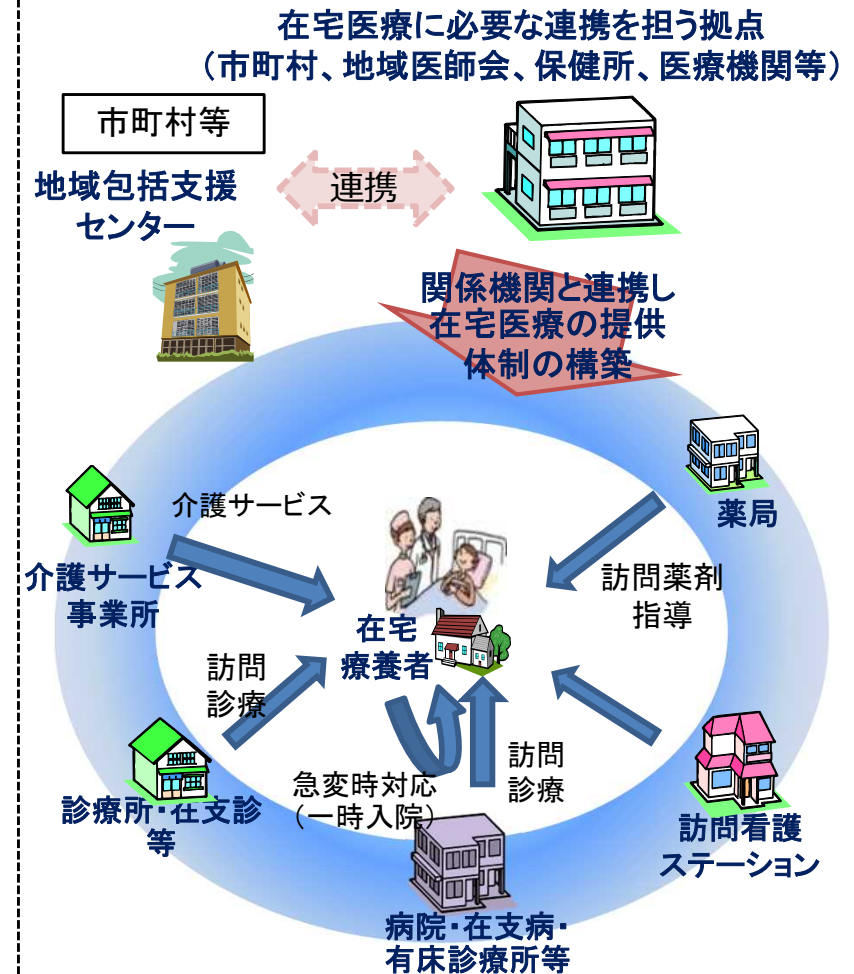 在宅医療に必要な連携を担う拠点
（市町村、地域医師会、保健所、医療機関等）
市町村等
地域包括支援
センター
連携
関係機関と連携し
在宅医療の提供
体制の構築
薬局
介護サービス
介護サービス
事業所
訪問薬剤
指導
在宅
療養者
訪問
診療
診療所・在支診
等
急変時対応
（一時入院）
訪問
診療
訪問看護
ステーション
病院・在支病・
有床診療所等